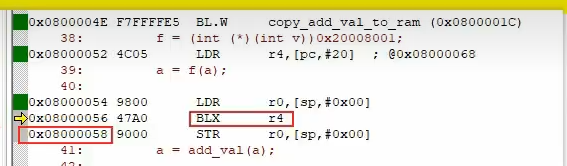 0x0800004E F7FFFFE5 BL.W copy_add_val_to_ram (0x0800001C)
38: f = (int (*)(int v))0x20008001;
0x08000052 4C05 LDR r4,[pc,#20] ; @0x08000068
39: a = f(a);
40:
0x08000054 9800 LDR r0,[sp,#0x00]
0x08000056 47A0 BLX r4
0x08000058 9000 STR r0,[sp,#0x00]
41: a = add_val(a);